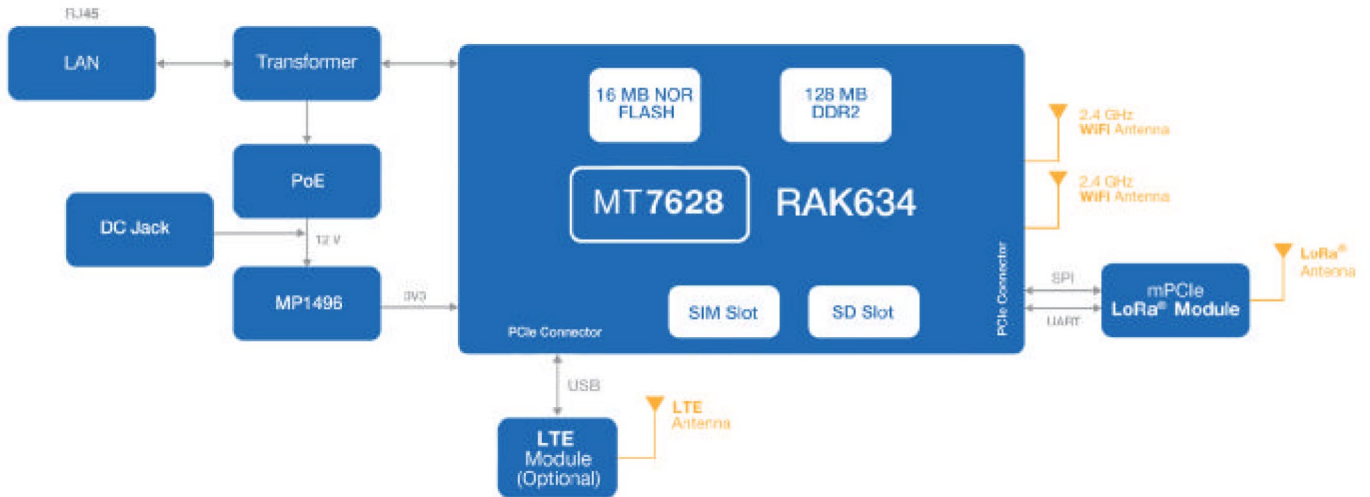 RJ45
LAN
Transformer
PoE
DC Jack
12 V
MP1496
3V3
16 MB NOR
FLASH
128 MB
DDR2
MT7628
RAK634
SIM Slot
SD Slot
PCIe Connector
PCIe Connector
2.4 GHz
WiFi Antenna
2.4 GHz
WiFi Antenna
SPI
UART
mPCIe
LoRa® Module
LoRa®
Antenna
USB
LTE
Module
(Optional)
LTE
Antenna